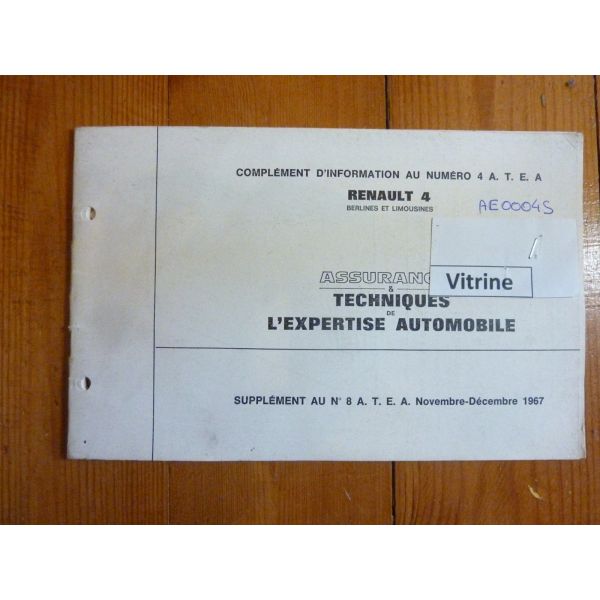 COMPLÉMENT D'INFORMATION AU NUMÉRO 4 A. T. E. A
RENAULT 4
BERLINES ET LIMOUSINES
AE0004S
Vitrine
&
TECHNIQUES
DE
L'EXPERTISE AUTOMOBILE
SUPPLÉMENT AU N° 8 A. T. E. A. Novembre-Décembre 1967